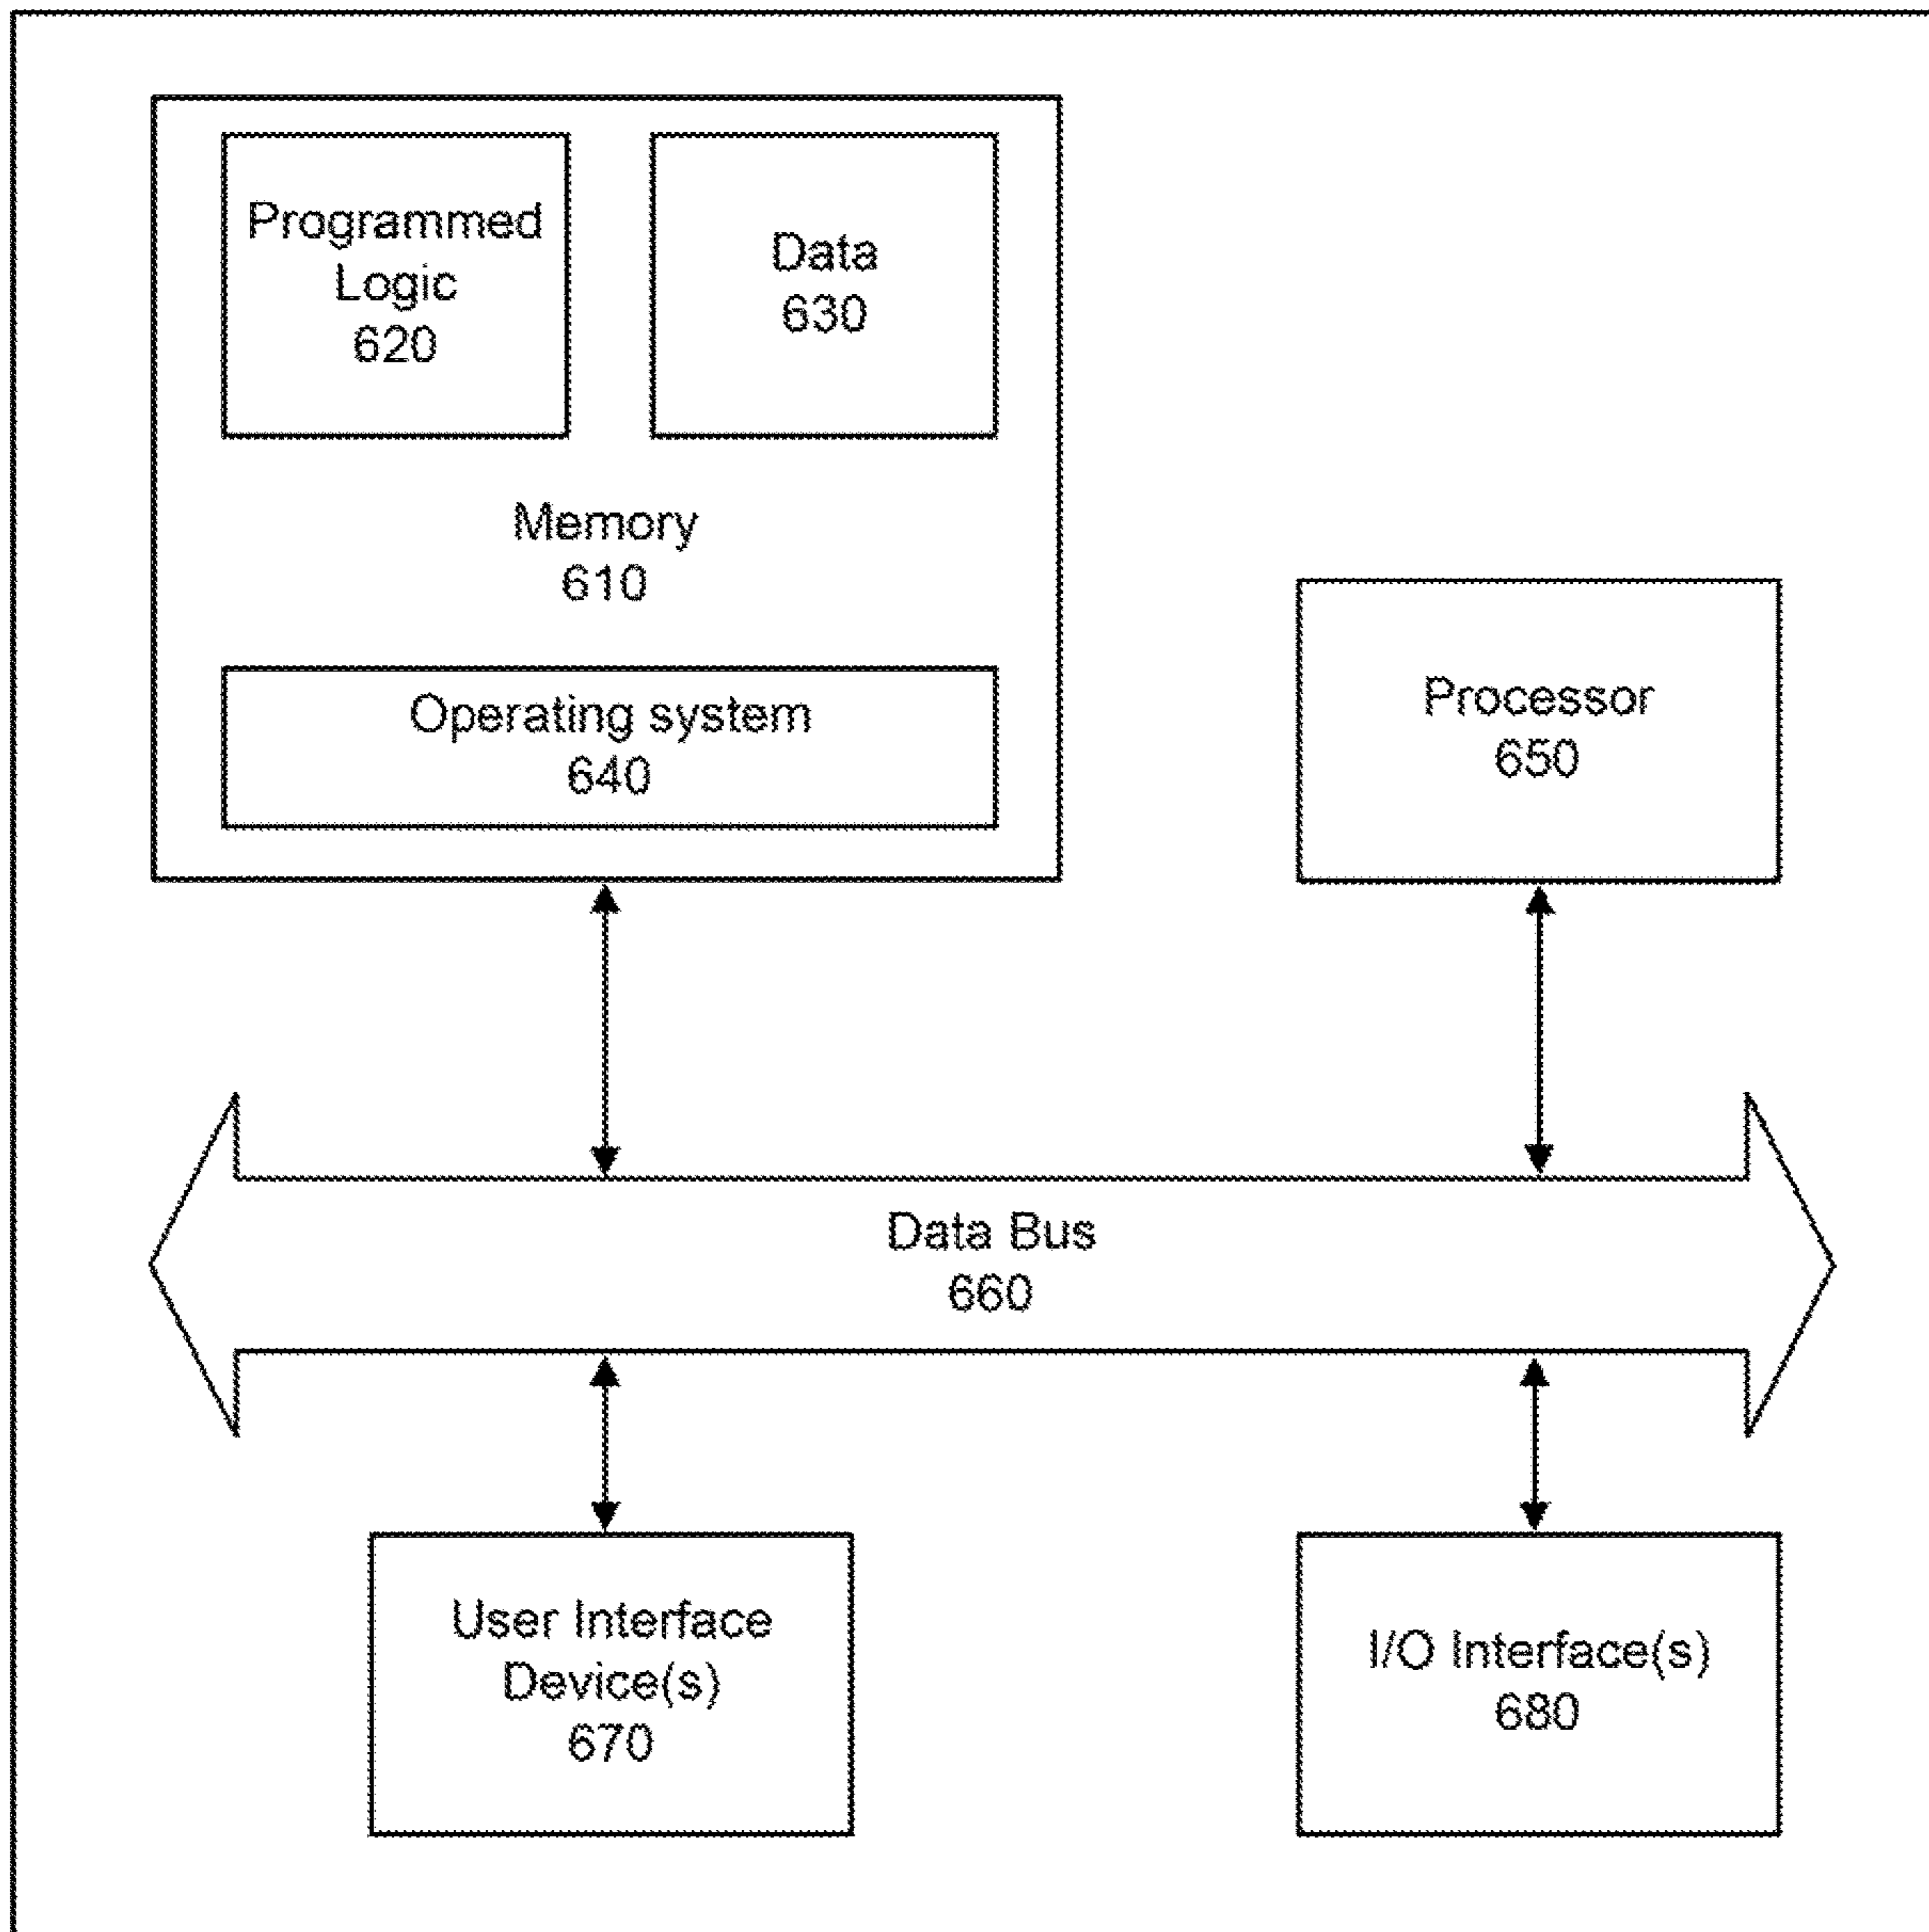 Programmed
Logic
620
Data
630
Memory
610
Operating system
640
Processor
650
Data Bus
660
User Interface
Device(s)
670
I/O Interface(s)
680